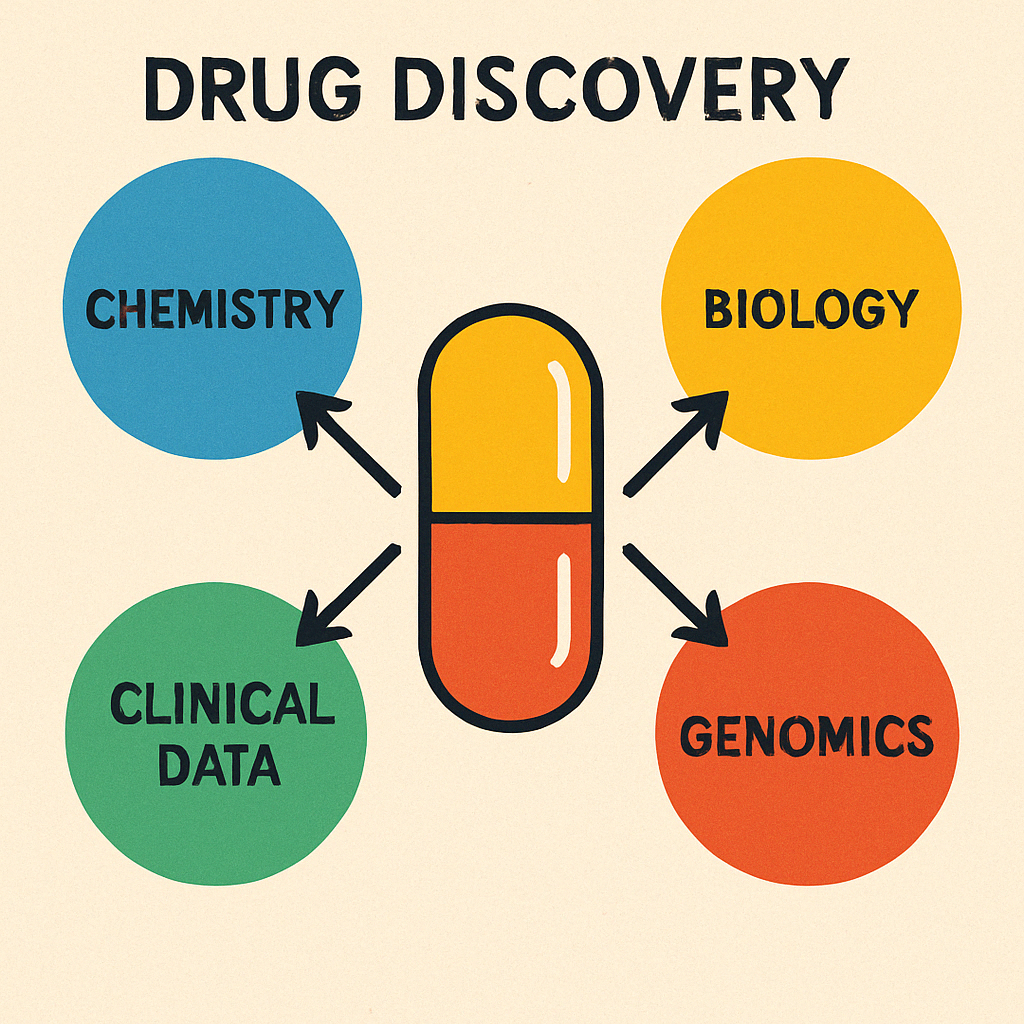 DRUG DISCOVERY
CHEMISTRY
BIOLOGY
CLINICAL
DATA
GENOMICS